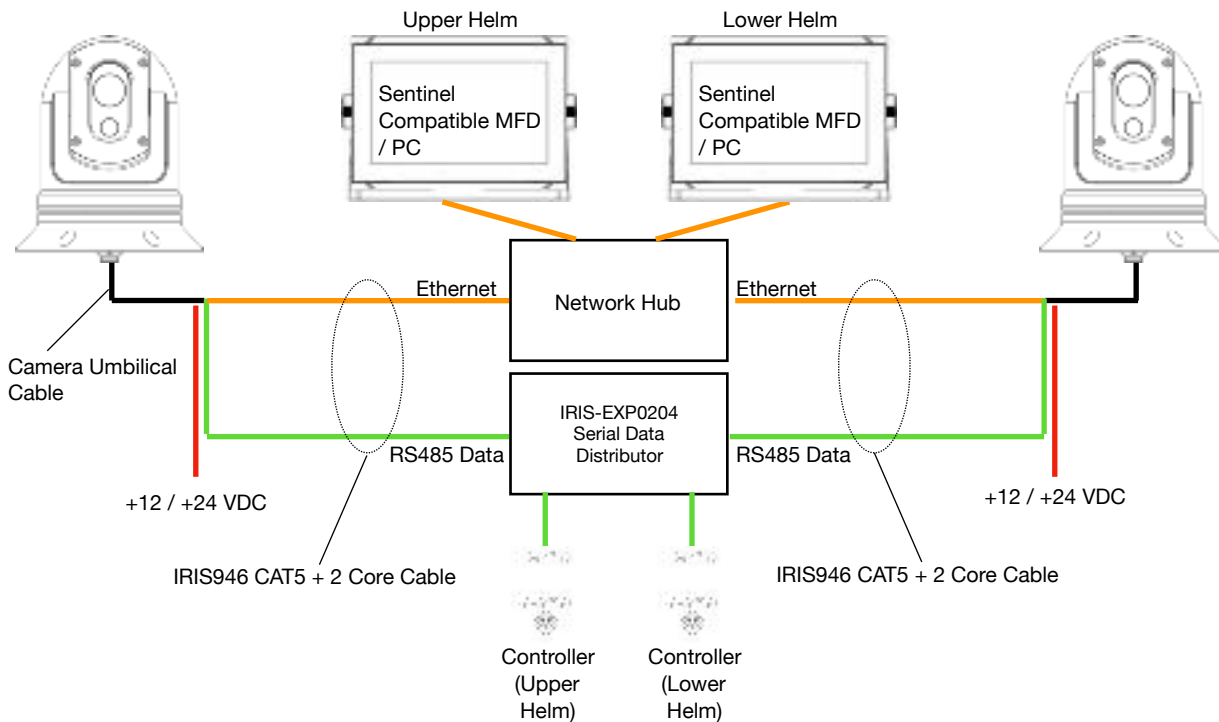 Upper Helm
Lower Helm
Sentinel
Compatible MFD
/ PC
Sentinel
Compatible MFD
/ PC
Ethernet
Network Hub
Ethernet
Camera Umbilical
Cable
IRIS-EXP0204
Serial Data
Distributor
RS485 Data
RS485 Data
+12 / +24 VDC
+12 / +24 VDC
IRIS946 CAT5 + 2 Core Cable
IRIS946 CAT5 + 2 Core Cable
Controller
(Upper
Helm)
Controller
(Lower
Helm)